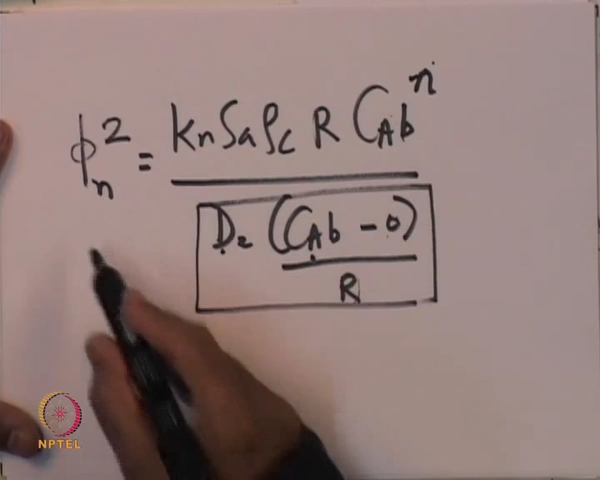 ϕn² = kn Sa ρc R CAb^n
De (CAb - 0)
R
NPTEL